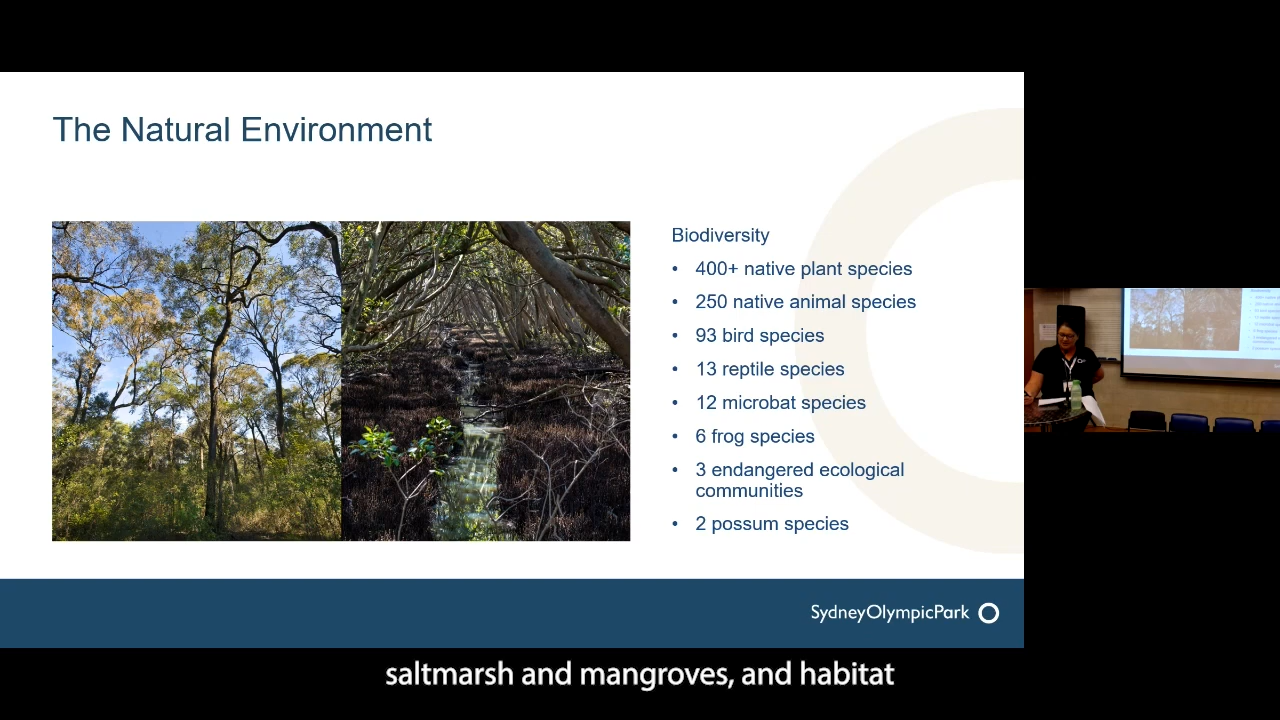 The Natural Environment
Biodiversity
• 400+ native plant species
• 250 native animal species
• 93 bird species
• 13 reptile species
• 12 microbat species
• 6 frog species
• 3 endangered ecological
communities
• 2 possum species
SydneyOlympicPark
saltmarsh and mangroves, and habitat